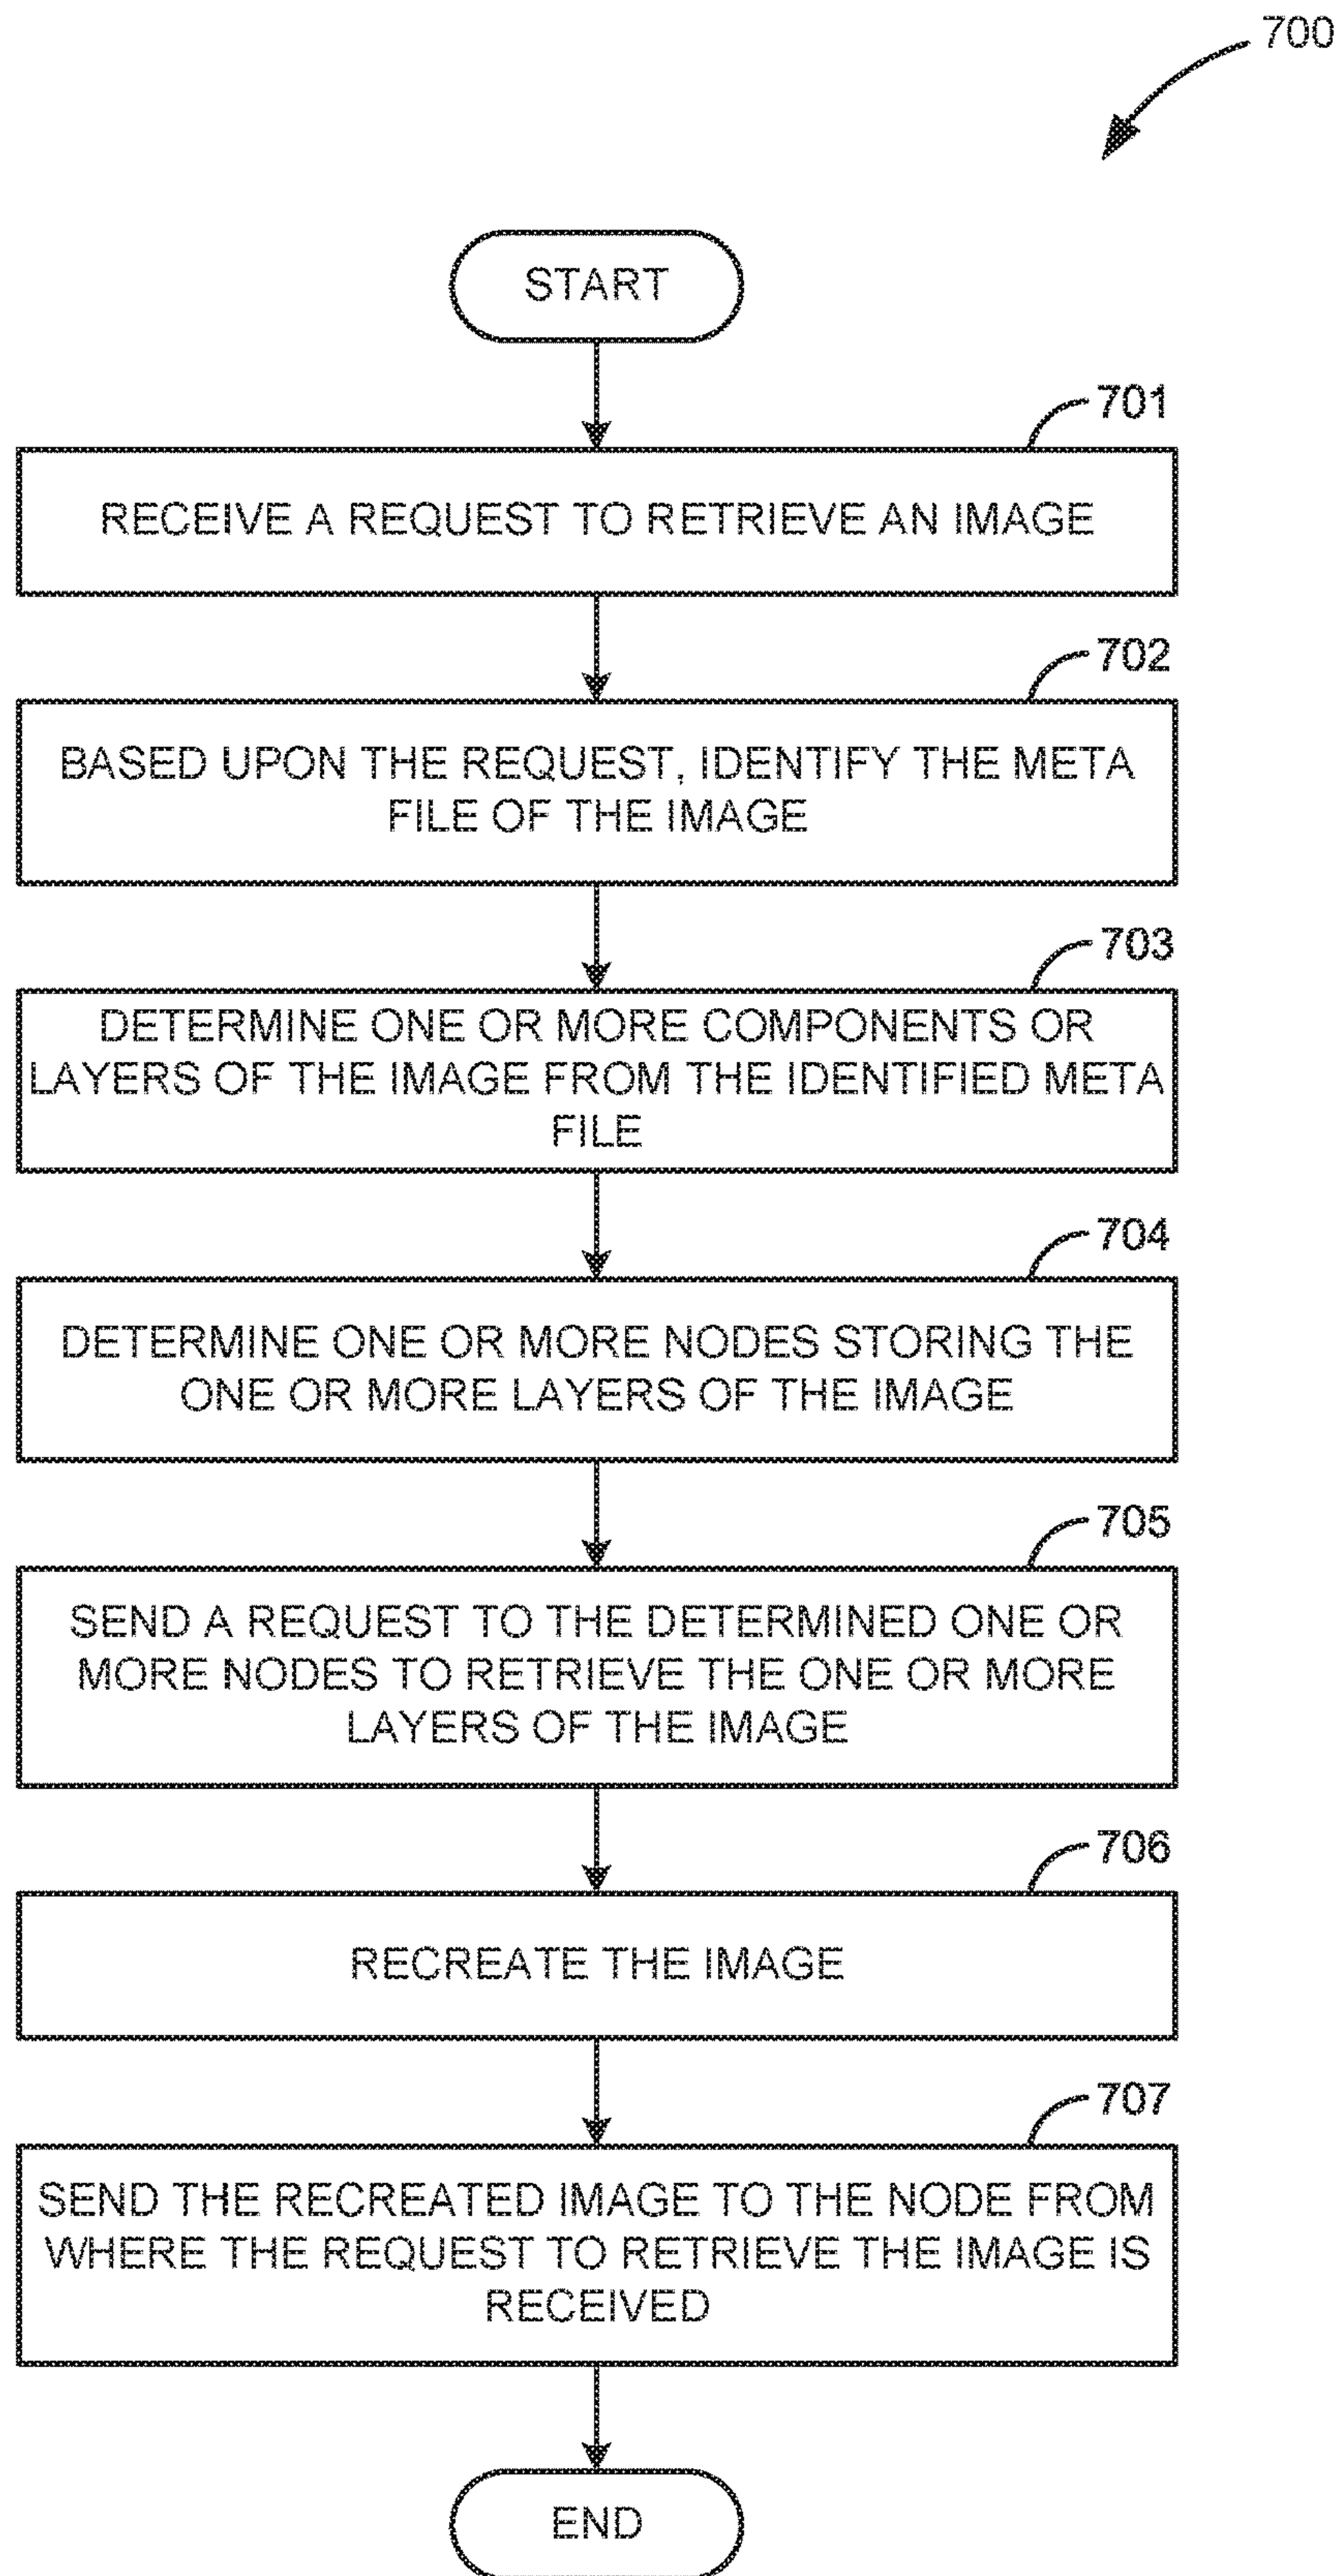 700
START
701
RECEIVE A REQUEST TO RETRIEVE AN IMAGE
702
BASED UPON THE REQUEST, IDENTIFY THE META
FILE OF THE IMAGE
703
DETERMINE ONE OR MORE COMPONENTS OR
LAYERS OF THE IMAGE FROM THE IDENTIFIED META
FILE
704
DETERMINE ONE OR MORE NODES STORING THE
ONE OR MORE LAYERS OF THE IMAGE
705
SEND A REQUEST TO THE DETERMINED ONE OR
MORE NODES TO RETRIEVE THE ONE OR MORE
LAYERS OF THE IMAGE
706
RECREATE THE IMAGE
707
SEND THE RECREATED IMAGE TO THE NODE FROM
WHERE THE REQUEST TO RETRIEVE THE IMAGE IS
RECEIVED
END